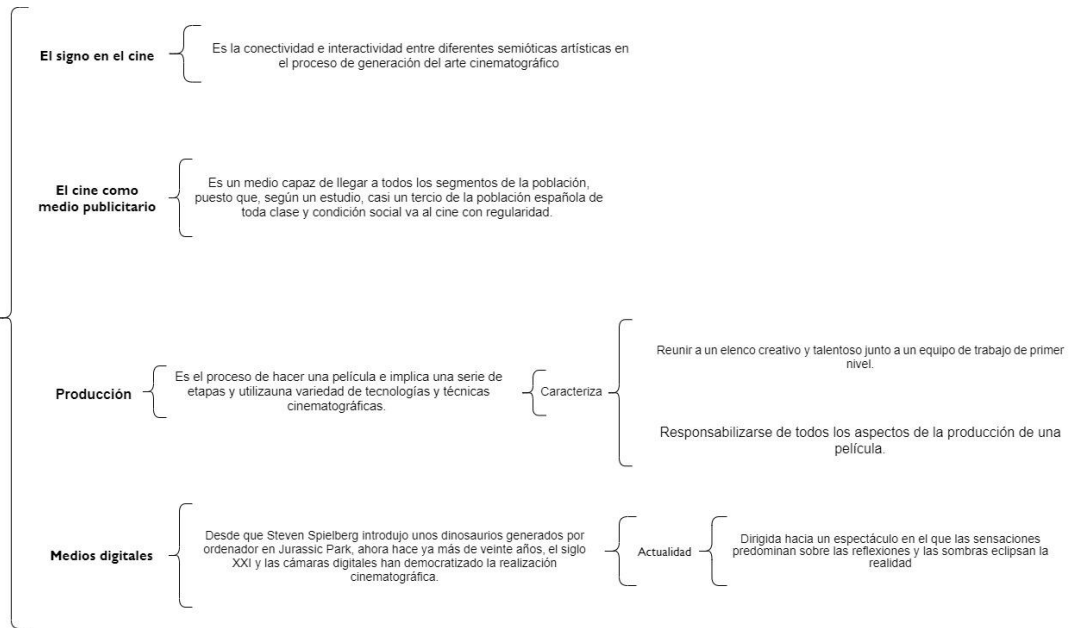 El signo en el cine
Es la conectividad e interactividad entre diferentes semióticas artísticas en
el proceso de generación del arte cinematográfico
El cine como
medio publicitario
Es un medio capaz de llegar a todos los segmentos de la población,
puesto que, según un estudio, casi un tercio de la población española de
toda clase y condición social va al cine con regularidad.
Producción
Es el proceso de hacer una película e implica una serie de
etapas y utilizauna variedad de tecnologías y técnicas
cinematográficas.
Caracteriza
Reunir a un elenco creativo y talentoso junto a un equipo de trabajo de primer
nivel.
Responsabilizarse de todos los aspectos de la producción de una
película.
Medios digitales
Desde que Steven Spielberg introdujo unos dinosaurios generados por
ordenador en Jurassic Park, ahora hace ya más de veinte años, el siglo
XXI y las cámaras digitales han democratizado la realización
cinematográfica.
Actualidad
Dirigida hacia un espectáculo en el que las sensaciones
predominan sobre las reflexiones y las sombras eclipsan la
realidad